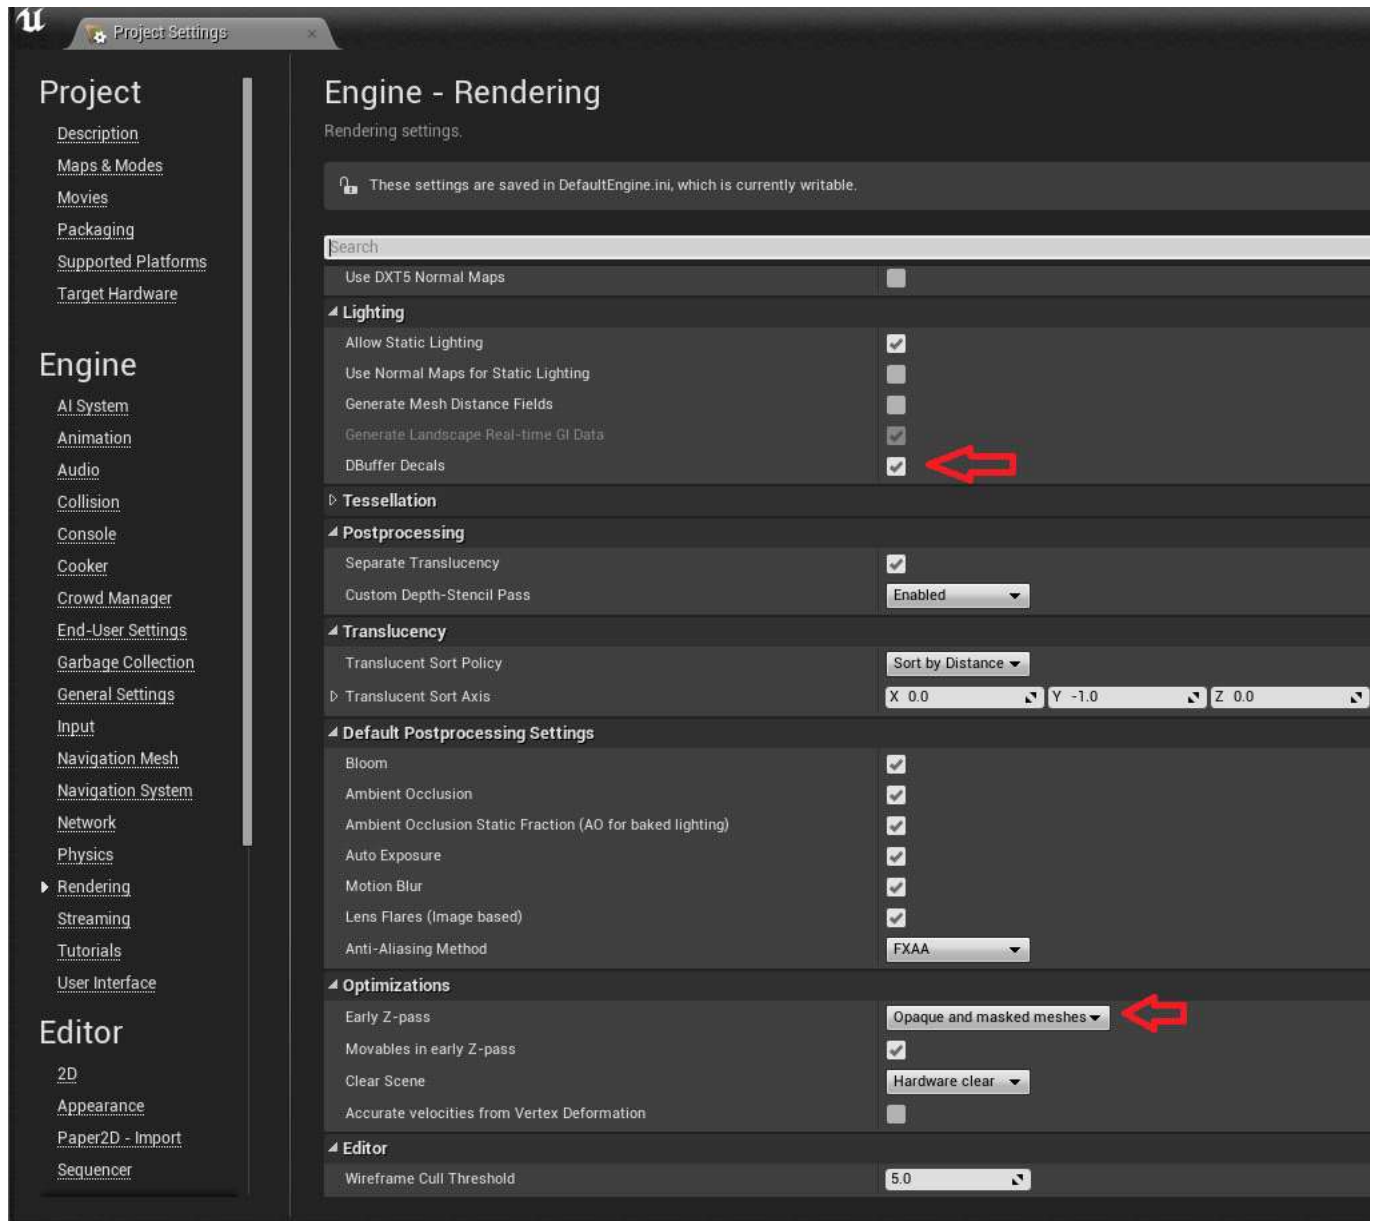 Project Settings
Project
Description
Maps & Modes
Movies
Packaging
Supported Platforms
Target Hardware
Engine
AI System
Animation
Audio
Collision
Console
Cooker
Crowd Manager
End-User Settings
Garbage Collection
General Settings
Input
Navigation Mesh
Navigation System
Network
Physics
Rendering
Streaming
Tutorials
User Interface
Editor
2D
Appearance
Paper2D - Import
Sequencer
Engine - Rendering
Rendering settings.
These settings are saved in DefaultEngine.ini, which is currently writable.
Search
Use DXT5 Normal Maps
Lighting
Allow Static Lighting
Use Normal Maps for Static Lighting
Generate Mesh Distance Fields
Generate Landscape Real-time GI Data
DBuffer Decals
Tessellation
Postprocessing
Separate Translucency
Custom Depth-Stencil Pass Enabled
Translucency
Translucent Sort Policy Sort by Distance
Translucent Sort Axis X 0.0 Y -1.0 Z 0.0
Default Postprocessing Settings
Bloom
Ambient Occlusion
Ambient Occlusion Static Fraction (AO for baked lighting)
Auto Exposure
Motion Blur
Lens Flares (Image based)
Anti-Aliasing Method FXAA
Optimizations
Early Z-pass Opaque and masked meshes
Movables in early Z-pass
Clear Scene Hardware clear
Accurate velocities from Vertex Deformation
Editor
Wireframe Cull Threshold 5.0